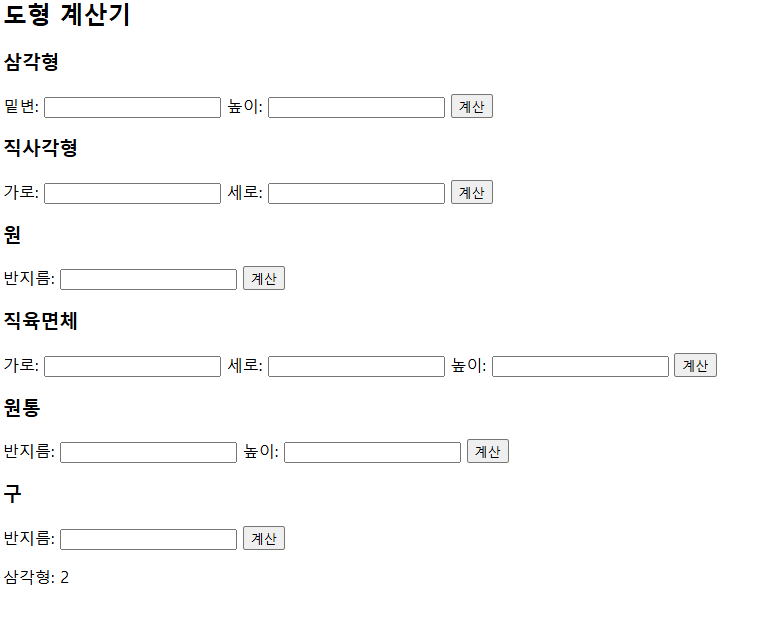 도형 계산기
삼각형
밑변: 높이: 계산
직사각형
가로: 세로: 계산
원
반지름: 계산
직육면체
가로: 세로: 높이: 계산
원통
반지름: 높이: 계산
구
반지름: 계산
삼각형: 2